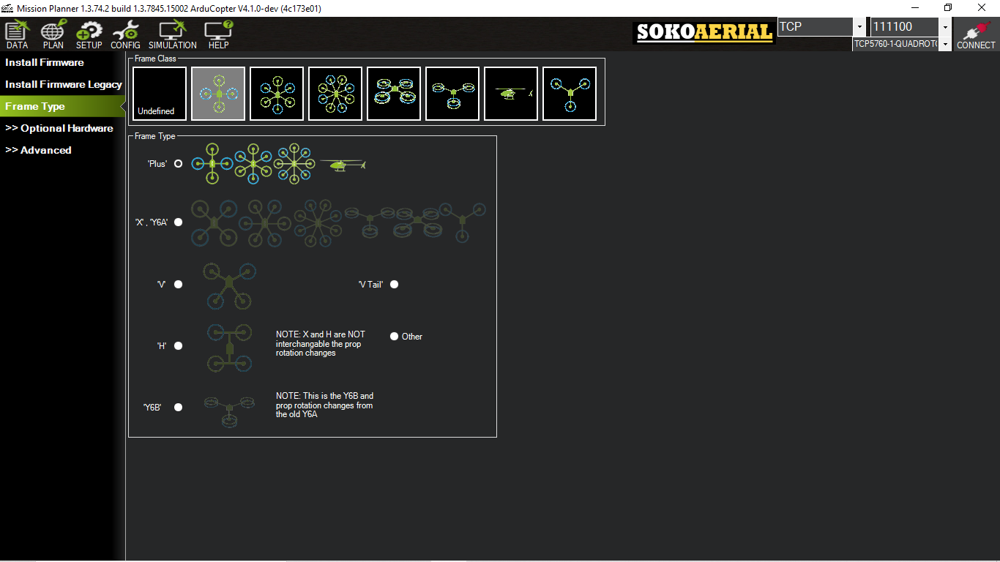 Mission Planner 1.3.74.2 build 1.3.7845.15002 ArduCopter V4.1.0-dev (4c173e01)
DATA PLAN SETUP CONFIG SIMULATION HELP
SOKOAERIAL
TCP 111100
TCP5760-1-QUADROTO
CONNECT
Install Firmware
Install Firmware Legacy
Frame Type
>> Optional Hardware
>> Advanced
Frame Class
Undefined
Frame Type
'Plus'
'X' , 'Y6A'
'V'
'V Tail'
'H'
NOTE: X and H are NOT
interchangable the prop
rotation changes
Other
'Y6B'
NOTE: This is the Y6B and
prop rotation changes from
the old Y6A